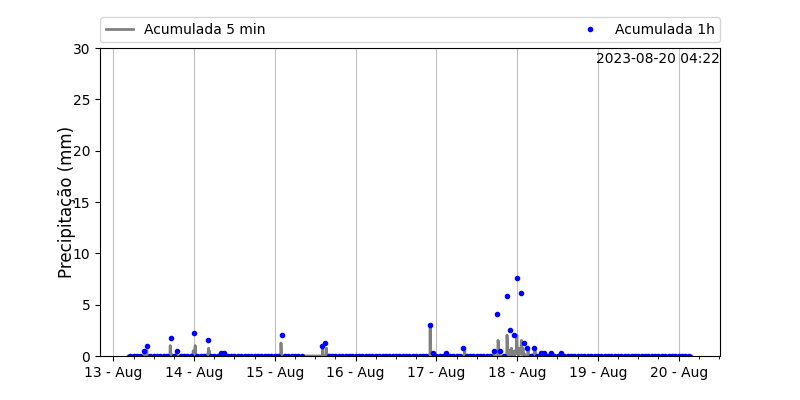 Acumulada 5 min Acumulada 1h
2023-08-20 04:22
Precipitação (mm)
30
25
20
15
10
5
0
13 - Aug 14 - Aug 15 - Aug 16 - Aug 17 - Aug 18 - Aug 19 - Aug 20 - Aug